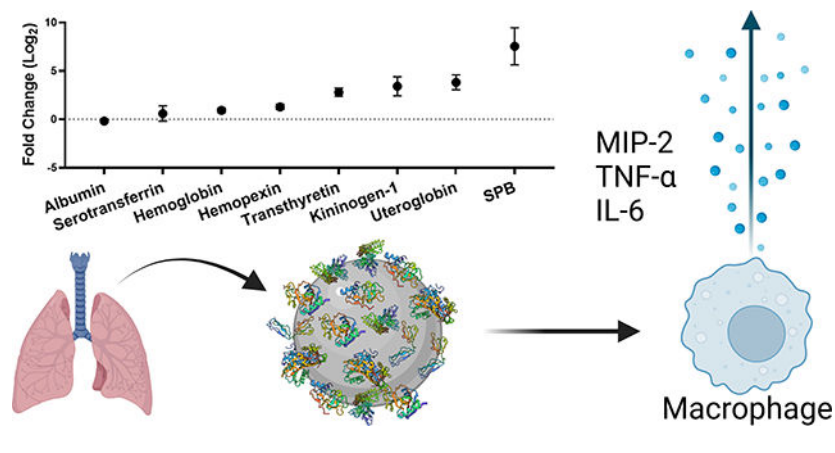 Fold Change (Log2)
10
5
0
-5
Albumin
Serotransferrin
Hemoglobin
Hemopexin
Transthyretin
Kininogen-1
Uteroglobin
SPB
MIP-2
TNF-α
IL-6
Macrophage